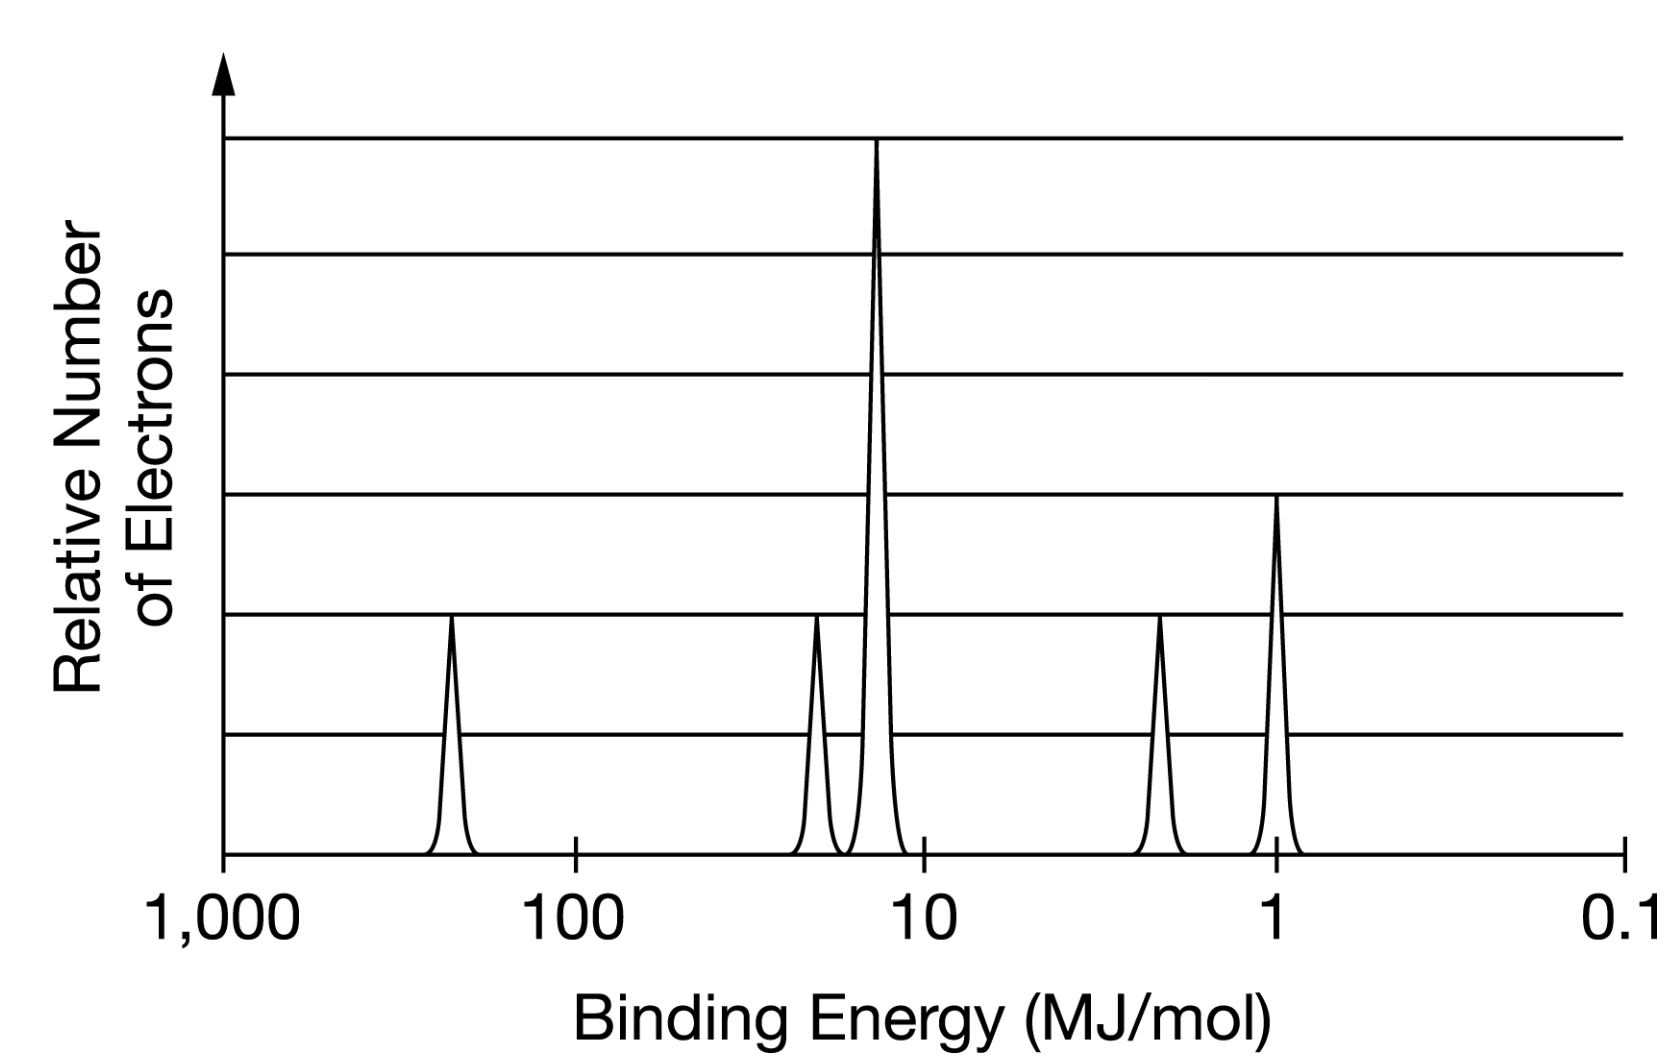 Relative Number
of Electrons
1,000 100 10 1 0.1
Binding Energy (MJ/mol)